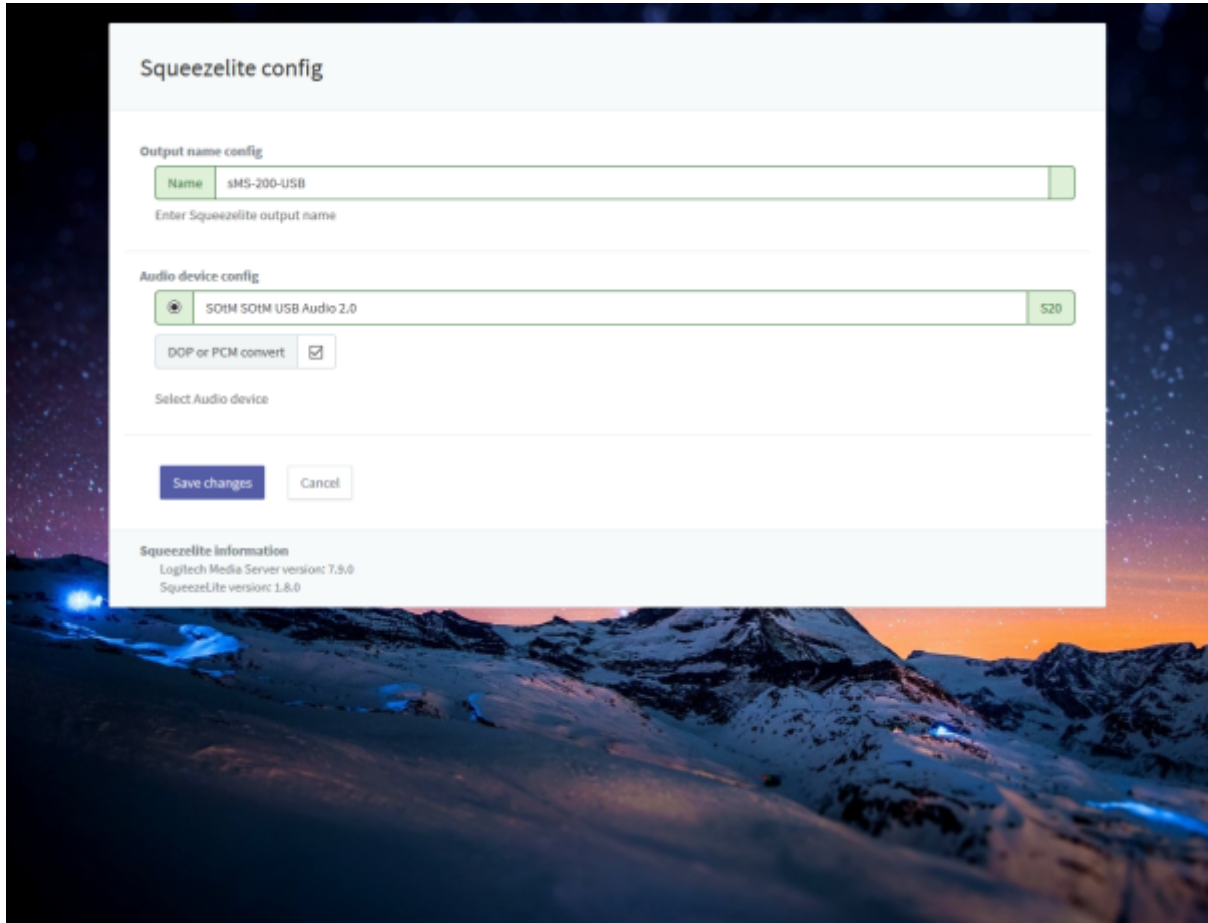 Squeezelite config
Output name config
Name sMS-200-USB
Enter Squeezelite output name
Audio device config
SOtM SOtM USB Audio 2.0 S20
DOP or PCM convert
Select Audio device
Save changes Cancel
Squeezelite information
Logitech Media Server version: 7.9.0
SqueezeLite version: 1.8.0